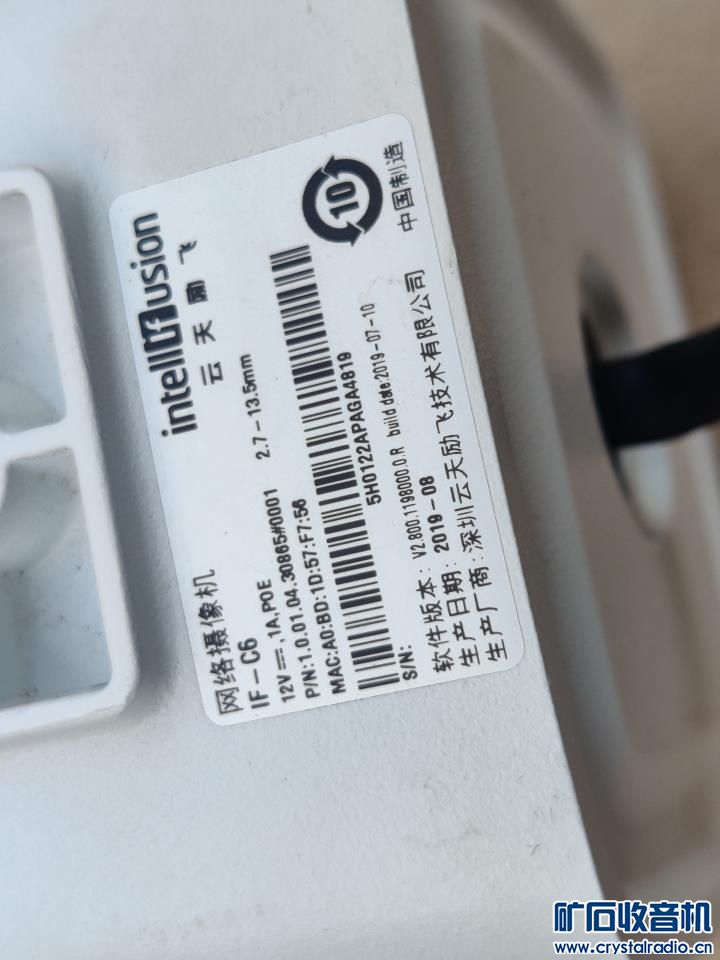 intellifusion
云天励飞
网络摄像机
IF-C6 2.7-13.5mm
12V⎓,1A,POE
P/N:1.0.01.04.30865#0001
MAC:A0:BD:1D:57:F7:56
10
S/N: 5H0122APAGA4819
软件版本: V2.800.1198000.0.R build date:2019-07-10
生产日期: 2019-08
生产厂商: 深圳云天励飞技术有限公司
中国制造
矿石收音机
www.crystalradio.cn